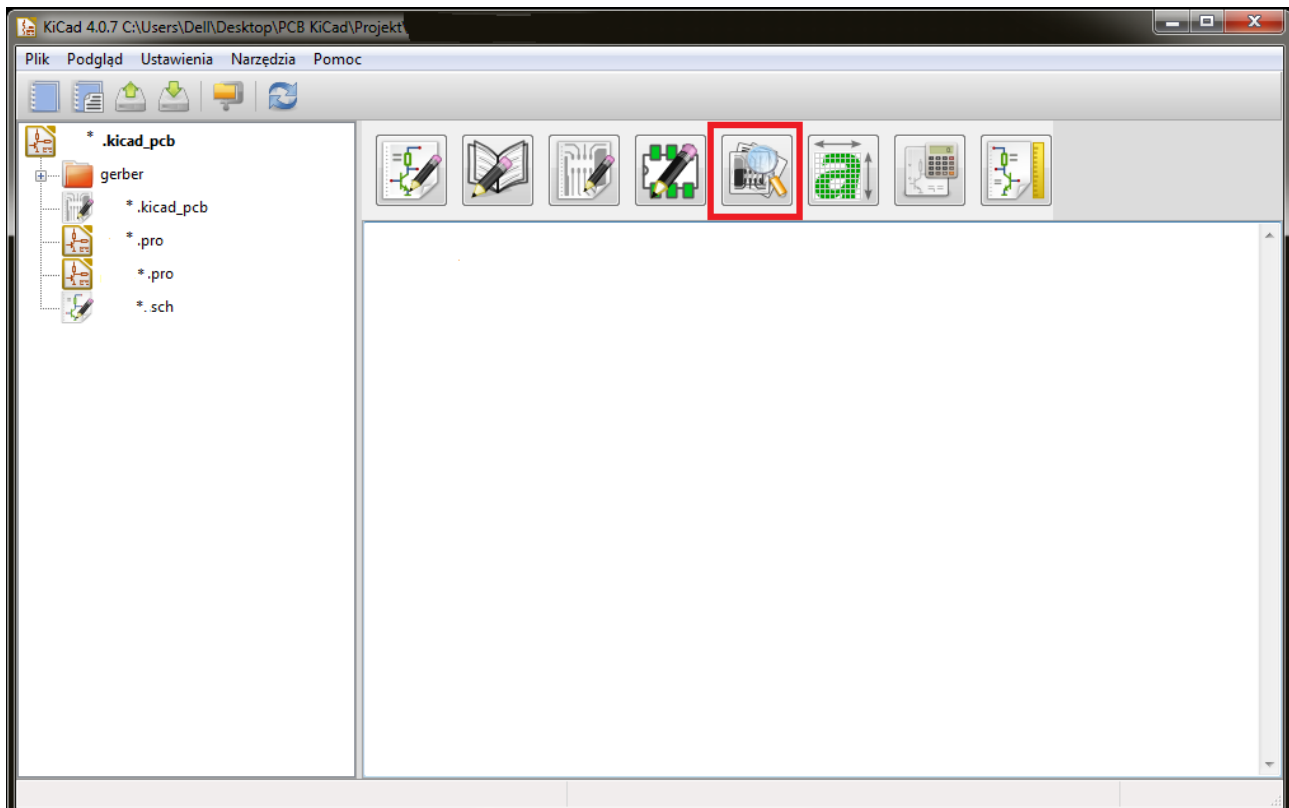 KiCad 4.0.7 C:\Users\Dell\Desktop\PCB KiCad\Projekt\
Plik Podgląd Ustawienia Narzędzia Pomoc
* .kicad_pcb
gerber
* .kicad_pcb
* .pro
* .pro
*. sch